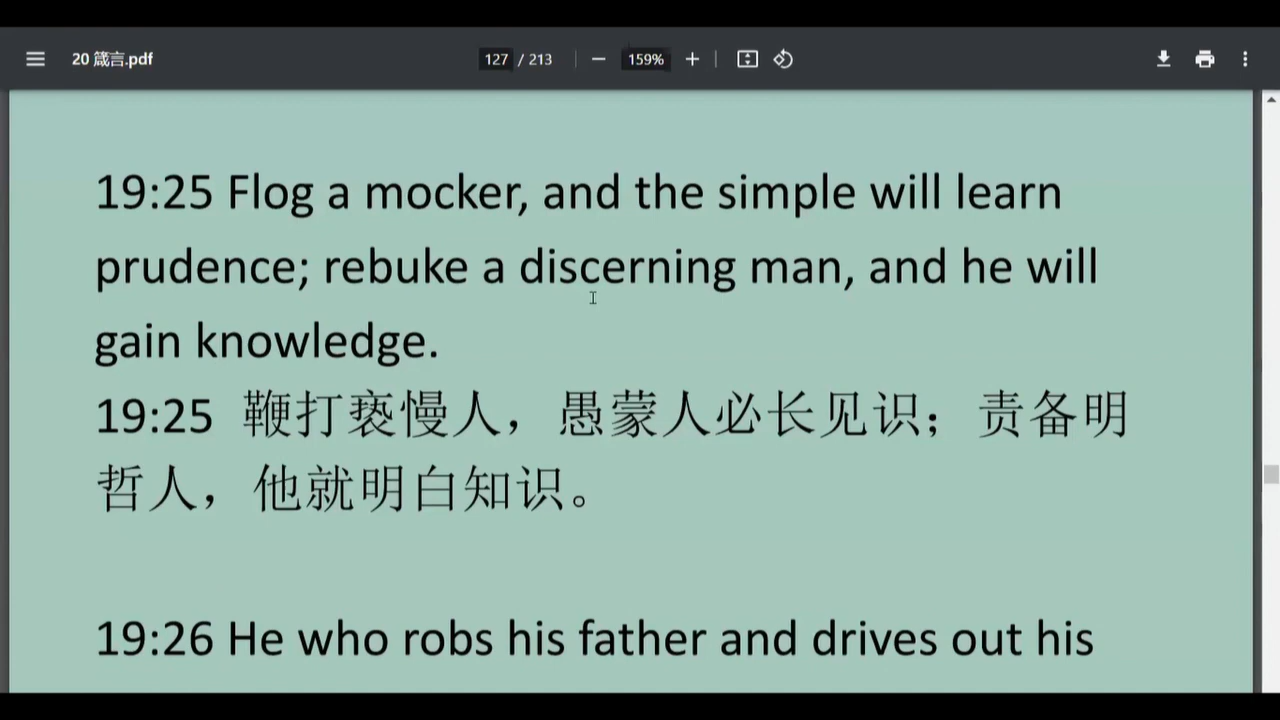 20 箴言.pdf
127 / 213
159%
19:25 Flog a mocker, and the simple will learn
prudence; rebuke a discerning man, and he will
gain knowledge.
19:25 鞭打亵慢人，愚蒙人必长见识；责备明
哲人，他就明白知识。
19:26 He who robs his father and drives out his